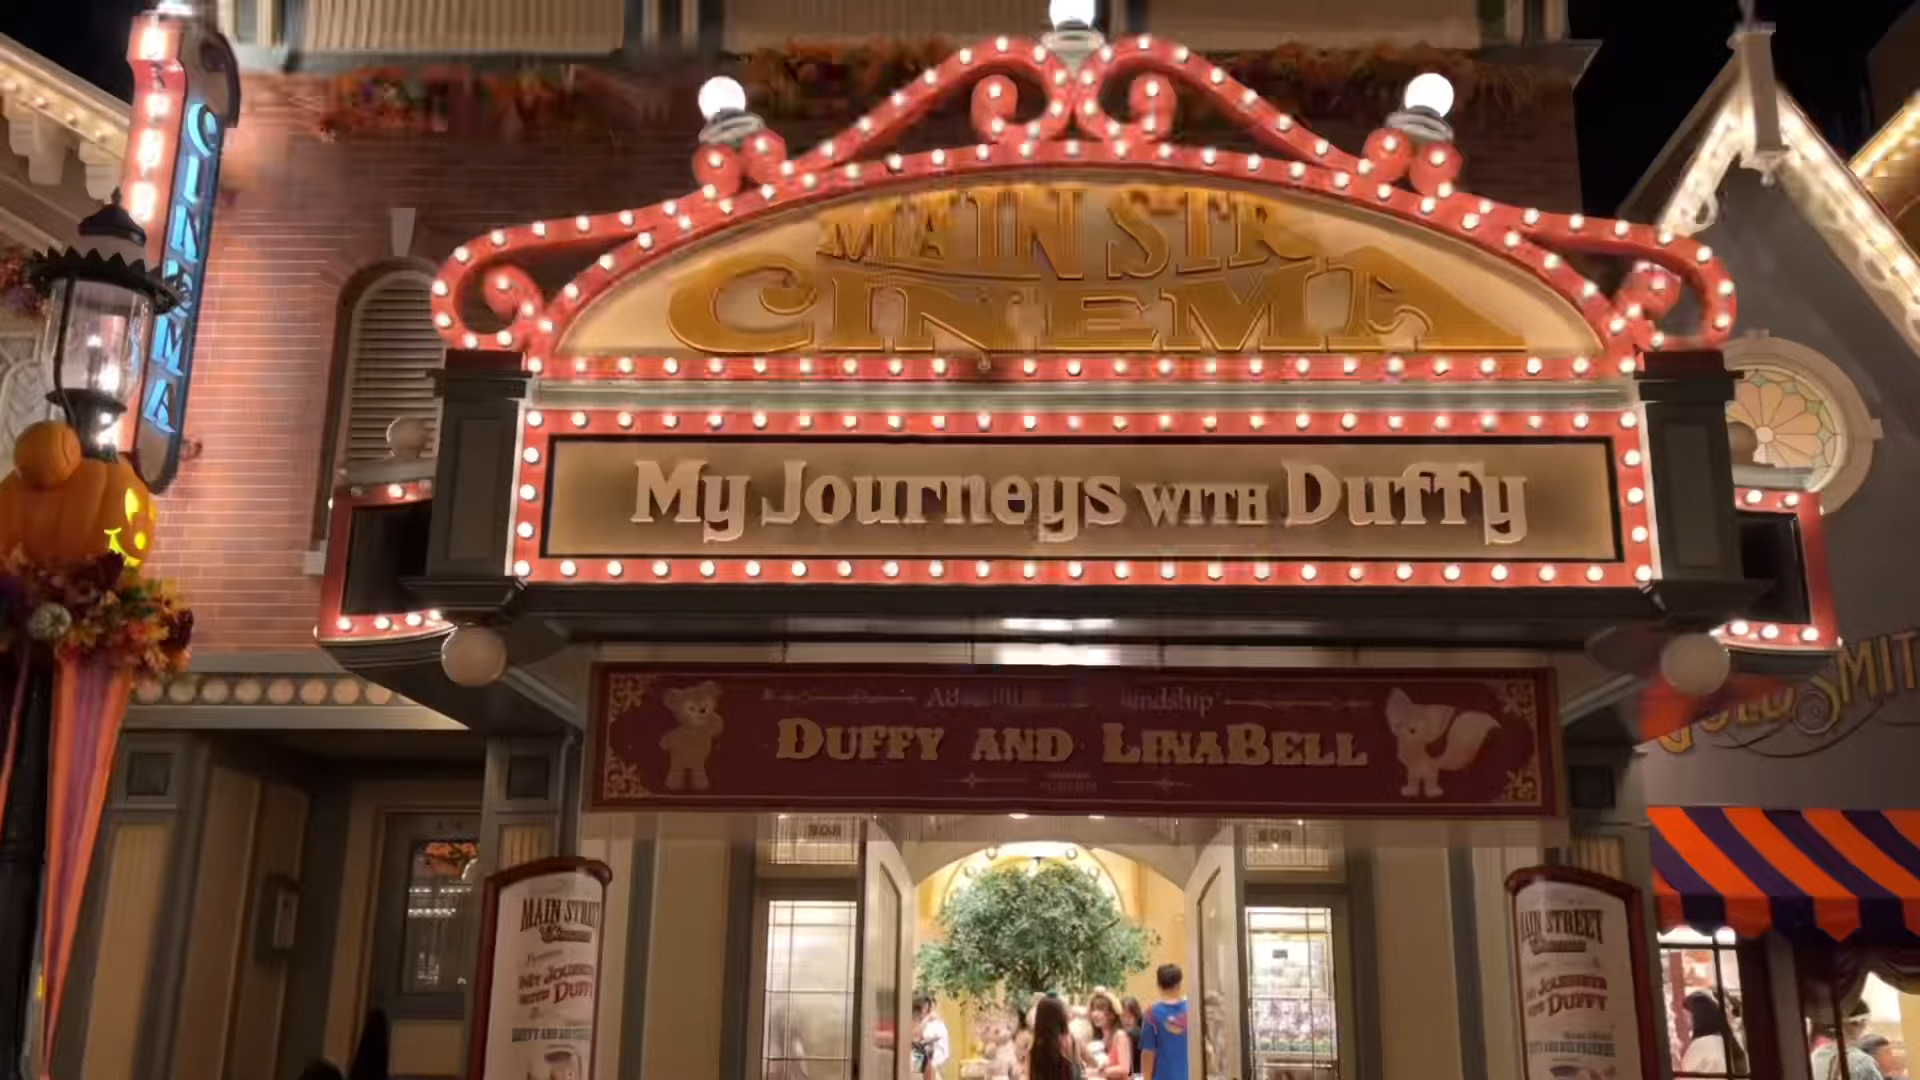 CINEMA
MAIN STR
CINEMA
My Journeys with Duffy
DUFFY AND LINABELL
MAIN STREET
Cinema
MY JOURNEYS
WITH DUFFY
MAIN STREET
Cinema
MY JOURNEYS
WITH DUFFY
GOLDSMIT